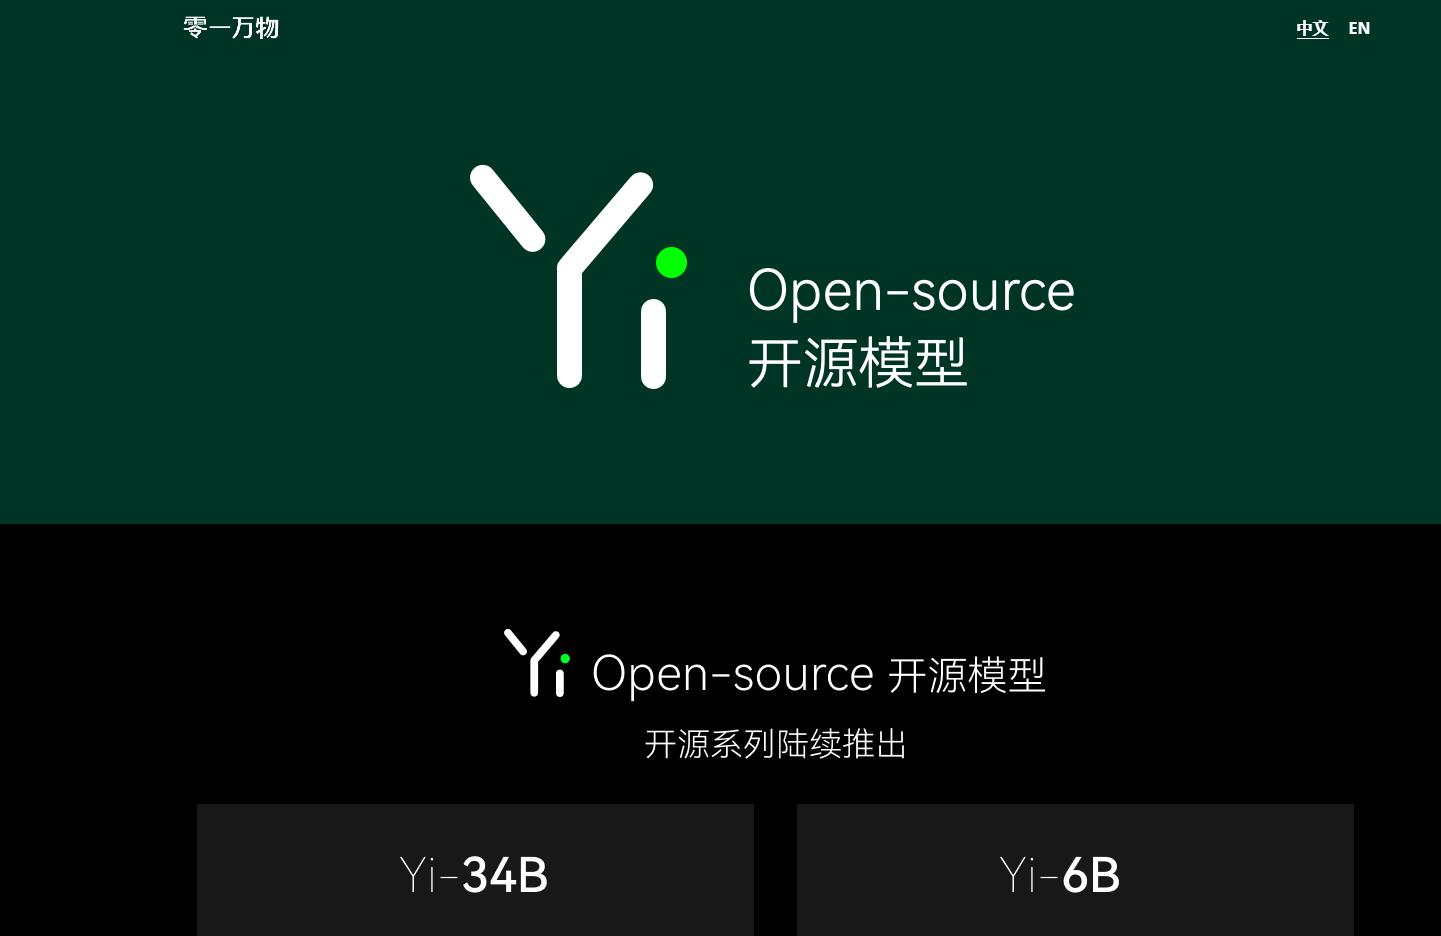 零一万物
中文 EN
Yi
Open-source
开源模型
Yi Open-source 开源模型
开源系列陆续推出
Yi-34B
Yi-6B